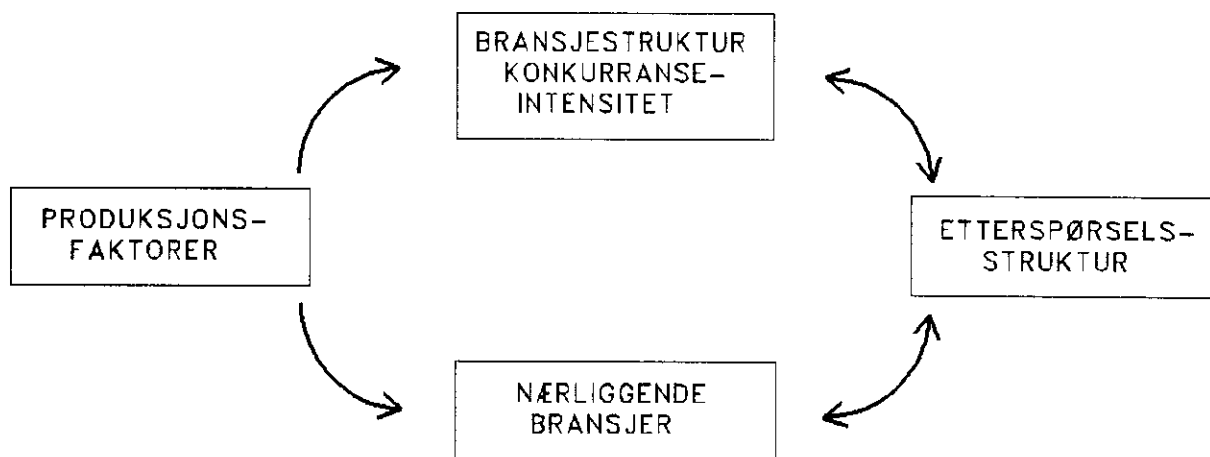 BRANSJESTRUKTUR
KONKURRANSE-
INTENSITET
PRODUKSJONS-
FAKTORER
ETTERSPØRSELS-
STRUKTUR
NÆRLIGGENDE
BRANSJER